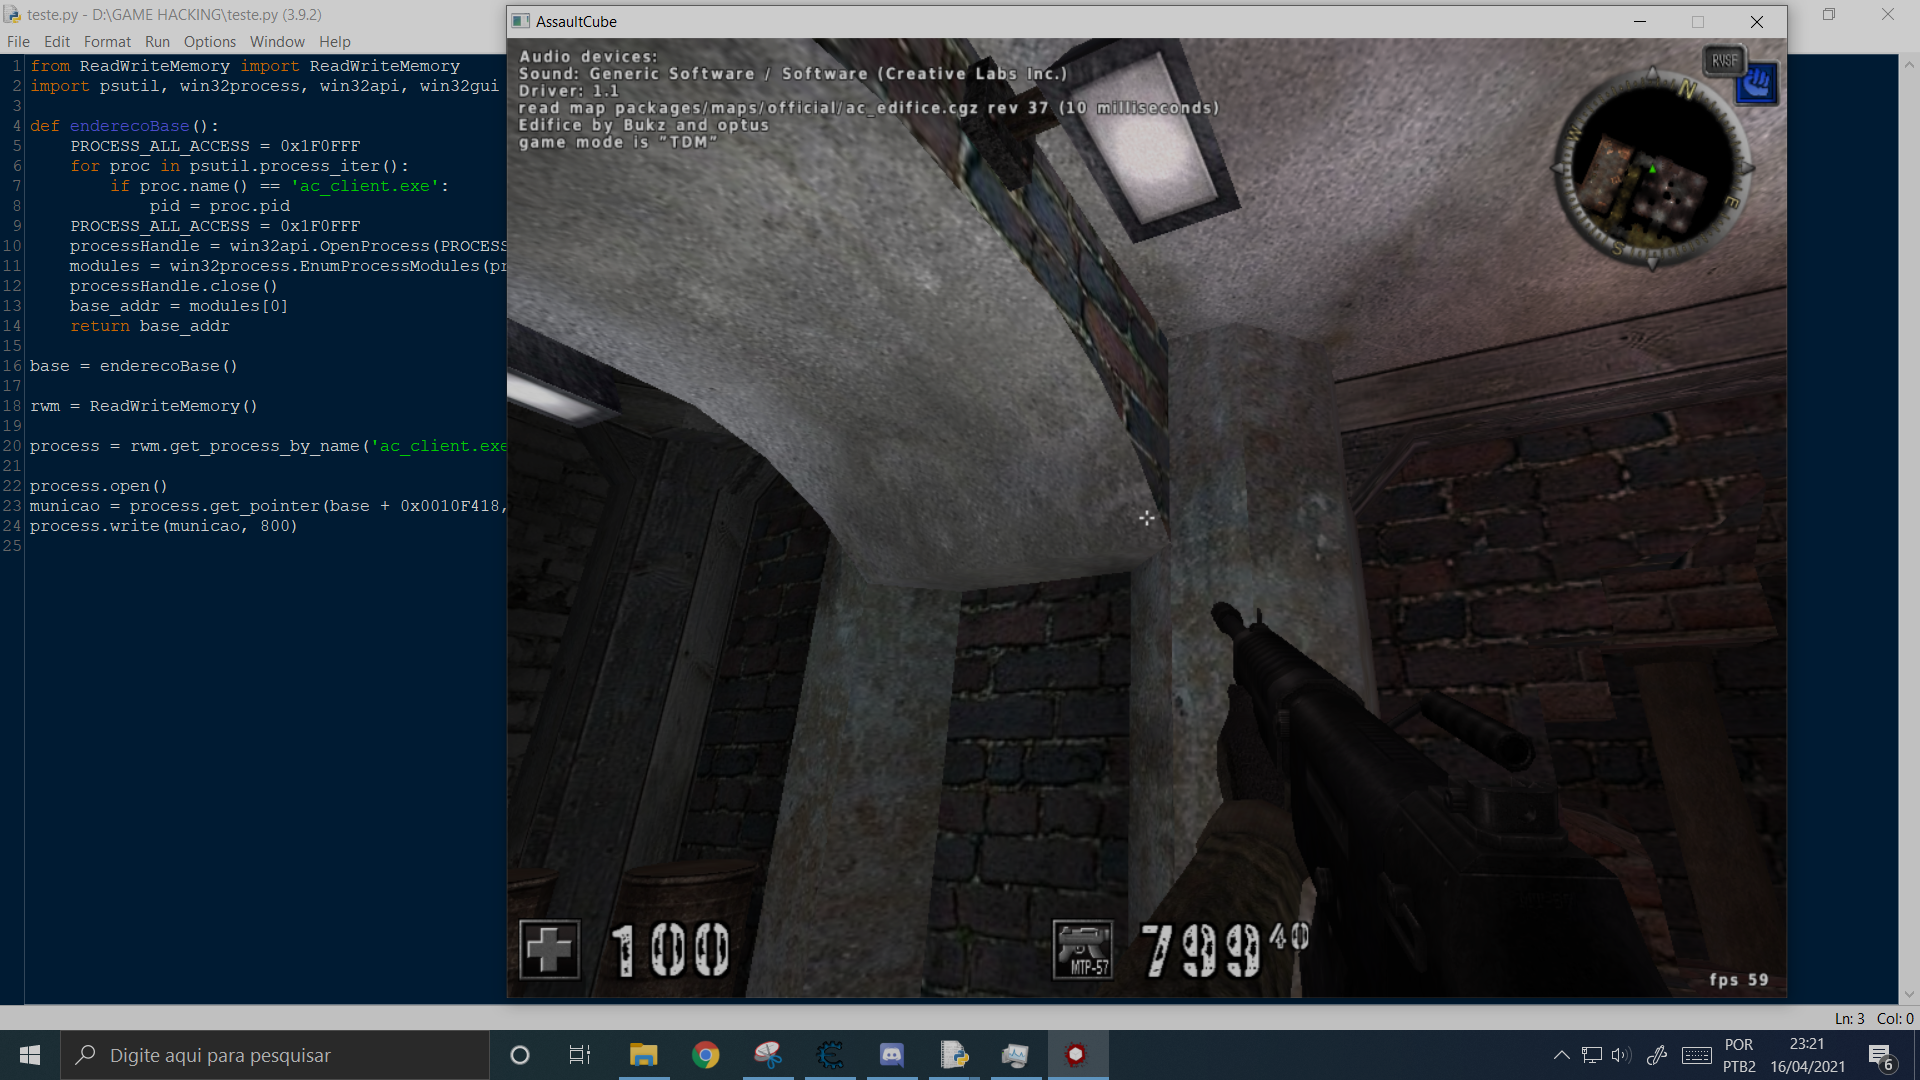 teste.py - D:\GAME HACKING\teste.py (3.9.2)
File Edit Format Run Options Window Help
1 from ReadWriteMemory import ReadWriteMemory
2 import psutil, win32process, win32api, win32gui
3
4 def enderecoBase():
5 PROCESS_ALL_ACCESS = 0x1F0FFF
6 for proc in psutil.process_iter():
7 if proc.name() == 'ac_client.exe':
8 pid = proc.pid
9 PROCESS_ALL_ACCESS = 0x1F0FFF
10 processHandle = win32api.OpenProcess(PROCESS
11 modules = win32process.EnumProcessModules(pr
12 processHandle.close()
13 base_addr = modules[0]
14 return base_addr
15
16 base = enderecoBase()
17
18 rwm = ReadWriteMemory()
19
20 process = rwm.get_process_by_name('ac_client.exe
21
22 process.open()
23 municao = process.get_pointer(base + 0x0010F418,
24 process.write(municao, 800)
25
AssaultCube
Audio devices:
Sound: Generic Software / Software (Creative Labs Inc.)
Driver: 1.1
read map packages/maps/official/ac_edifice.cgz rev 37 (10 milliseconds)
Edifice by Bukz and optus
game mode is "TDM"
RVSF
N
W
E
S
100
MTP-57
799 40
fps 59
Ln: 3 Col: 0
Digite aqui para pesquisar
POR
PTB2
23:21
16/04/2021
6